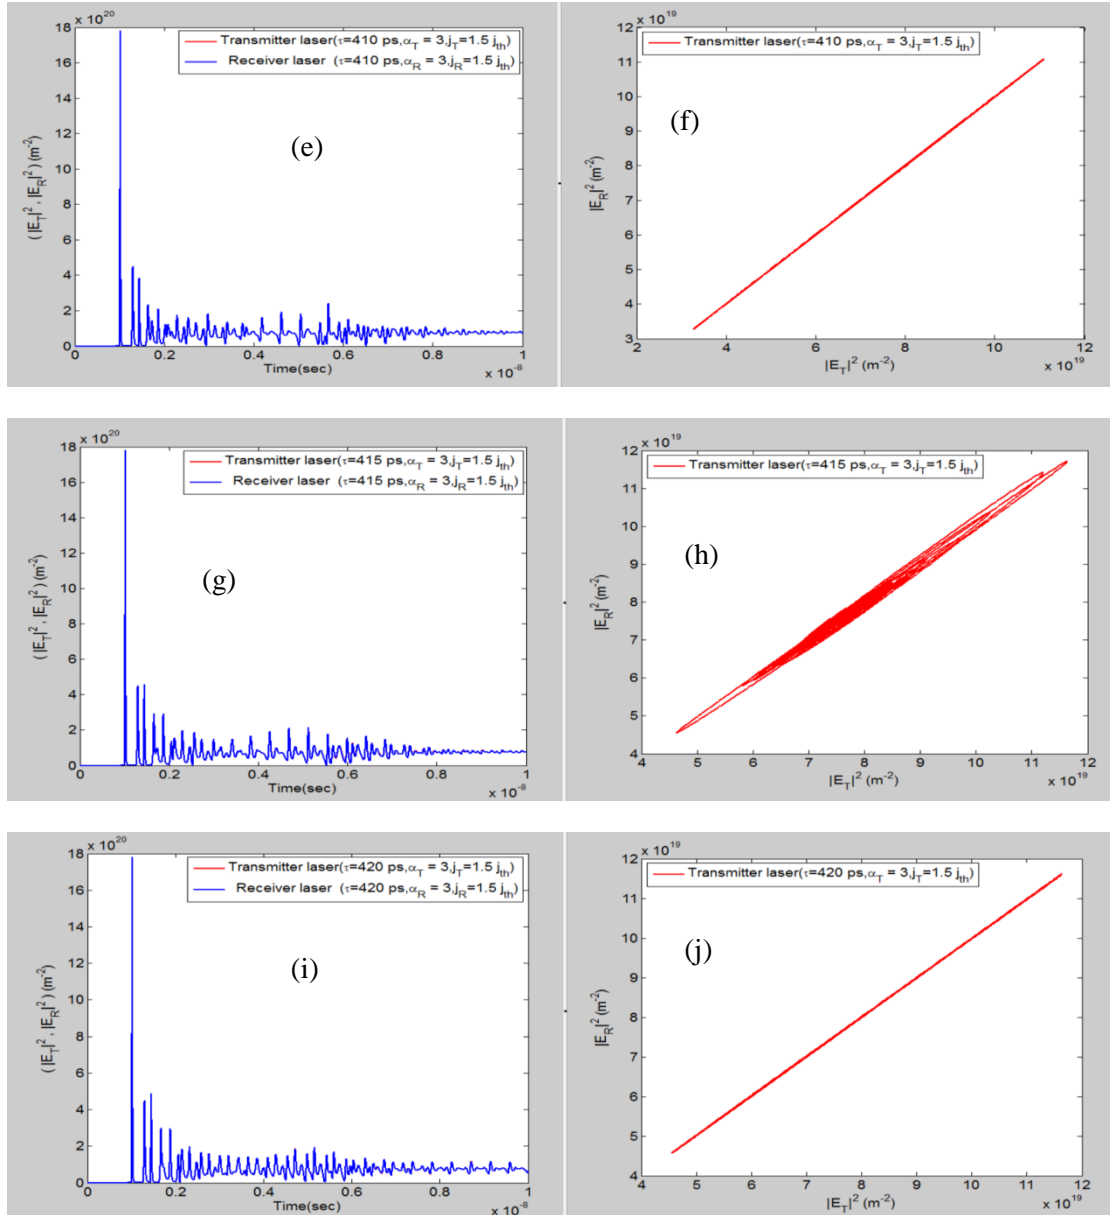 x 10^20
18
16
14
12
10
8
6
4
2
0
(|E_T|^2, |E_R|^2) (m^-2)
Transmitter laser(τ=410 ps,α_T = 3,j_T=1.5 j_th)
Receiver laser (τ=410 ps,α_R = 3,j_R=1.5 j_th)
(e)
0 0.2 0.4 0.6 0.8 1
Time(sec)
x 10^-8
x 10^19
12
11
10
9
8
7
6
5
4
3
|E_R|^2 (m^-2)
Transmitter laser(τ=410 ps,α_T = 3,j_T=1.5 j_th)
(f)
2 4 6 8 10 12
|E_T|^2 (m^-2)
x 10^19
x 10^20
18
16
14
12
10
8
6
4
2
0
(|E_T|^2, |E_R|^2) (m^-2)
Transmitter laser(τ=415 ps,α_T = 3,j_T=1.5 j_th)
Receiver laser (τ=415 ps,α_R = 3,j_R=1.5 j_th)
(g)
0 0.2 0.4 0.6 0.8 1
Time(sec)
x 10^-8
x 10^19
12
11
10
9
8
7
6
5
4
|E_R|^2 (m^-2)
Transmitter laser(τ=415 ps,α_T = 3,j_T=1.5 j_th)
(h)
4 5 6 7 8 9 10 11 12
|E_T|^2 (m^-2)
x 10^19
x 10^20
18
16
14
12
10
8
6
4
2
0
(|E_T|^2, |E_R|^2) (m^-2)
Transmitter laser(τ=420 ps,α_T = 3,j_T=1.5 j_th)
Receiver laser (τ=420 ps,α_R = 3,j_R=1.5 j_th)
(i)
0 0.2 0.4 0.6 0.8 1
Time(sec)
x 10^-8
x 10^19
12
11
10
9
8
7
6
5
4
|E_R|^2 (m^-2)
Transmitter laser(τ=420 ps,α_T = 3,j_T=1.5 j_th)
(j)
4 5 6 7 8 9 10 11 12
|E_T|^2 (m^-2)
x 10^19